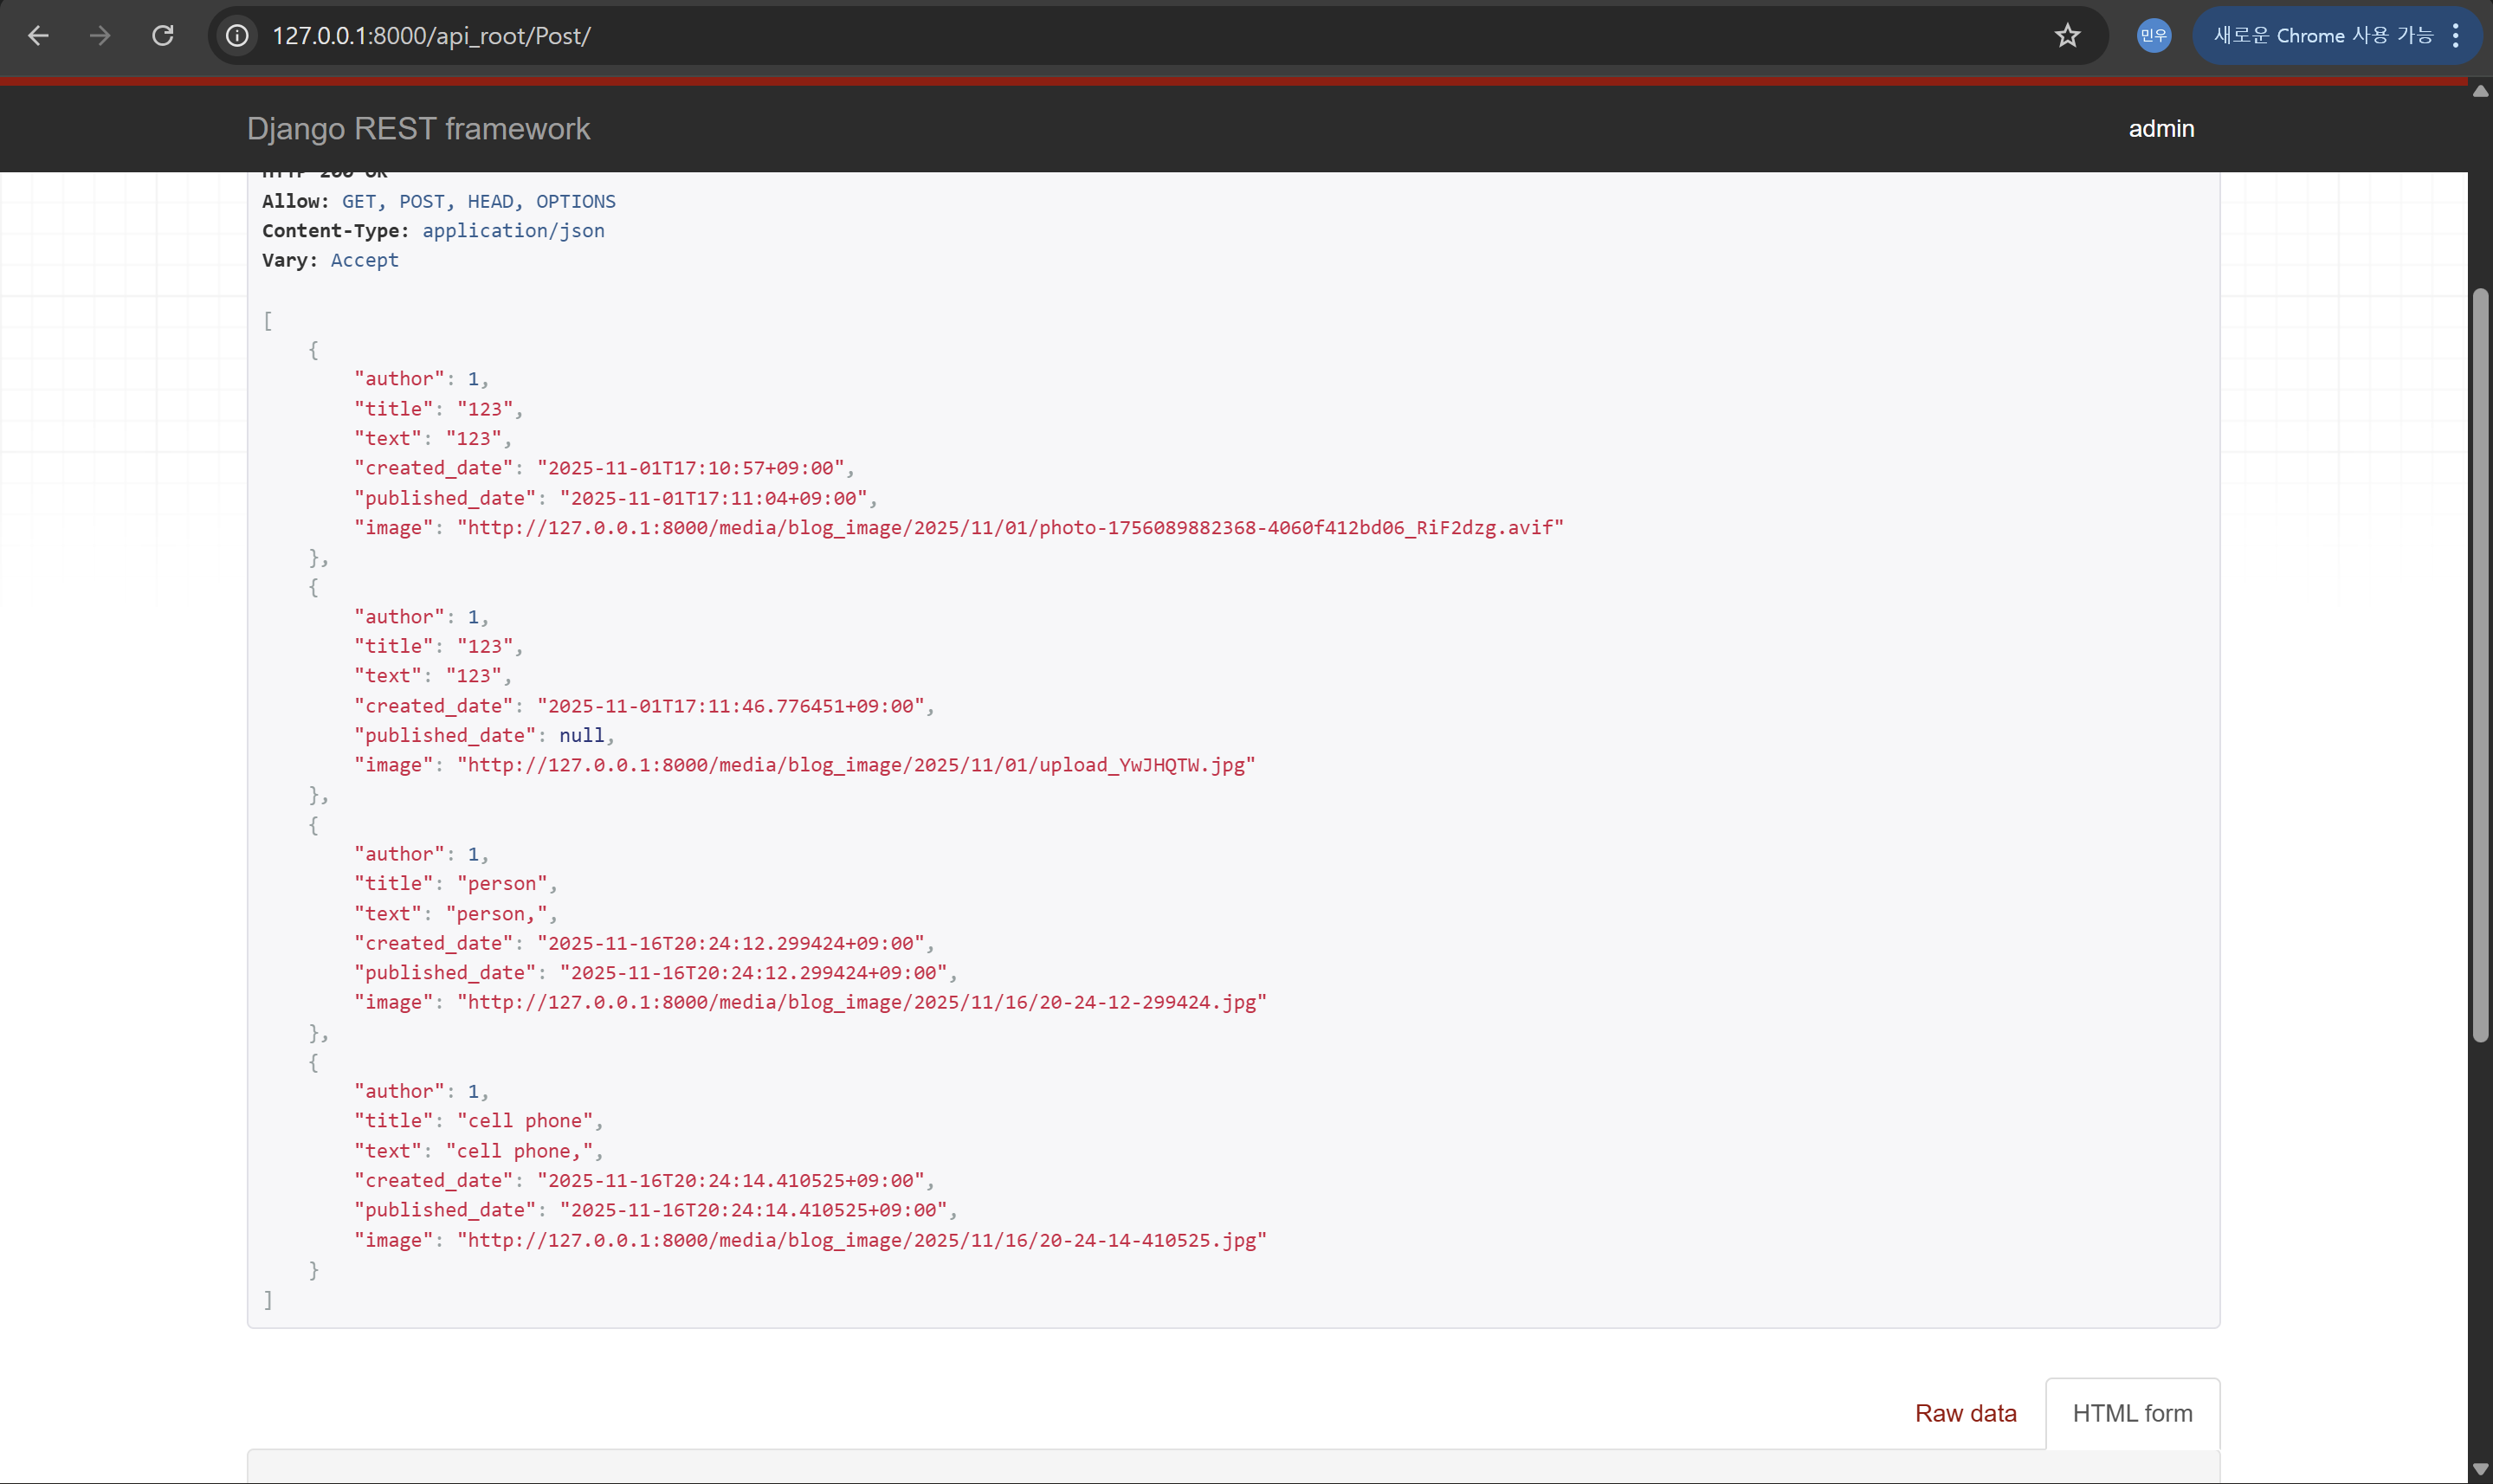 127.0.0.1:8000/api_root/Post/
민우
새로운 Chrome 사용 가능
Django REST framework
admin
HTTP 200 OK
Allow: GET, POST, HEAD, OPTIONS
Content-Type: application/json
Vary: Accept
[
{
"author": 1,
"title": "123",
"text": "123",
"created_date": "2025-11-01T17:10:57+09:00",
"published_date": "2025-11-01T17:11:04+09:00",
"image": "http://127.0.0.1:8000/media/blog_image/2025/11/01/photo-1756089882368-4060f412bd06_RiF2dzg.avif"
},
{
"author": 1,
"title": "123",
"text": "123",
"created_date": "2025-11-01T17:11:46.776451+09:00",
"published_date": null,
"image": "http://127.0.0.1:8000/media/blog_image/2025/11/01/upload_YwJHQTW.jpg"
},
{
"author": 1,
"title": "person",
"text": "person,",
"created_date": "2025-11-16T20:24:12.299424+09:00",
"published_date": "2025-11-16T20:24:12.299424+09:00",
"image": "http://127.0.0.1:8000/media/blog_image/2025/11/16/20-24-12-299424.jpg"
},
{
"author": 1,
"title": "cell phone",
"text": "cell phone,",
"created_date": "2025-11-16T20:24:14.410525+09:00",
"published_date": "2025-11-16T20:24:14.410525+09:00",
"image": "http://127.0.0.1:8000/media/blog_image/2025/11/16/20-24-14-410525.jpg"
}
]
Raw data
HTML form